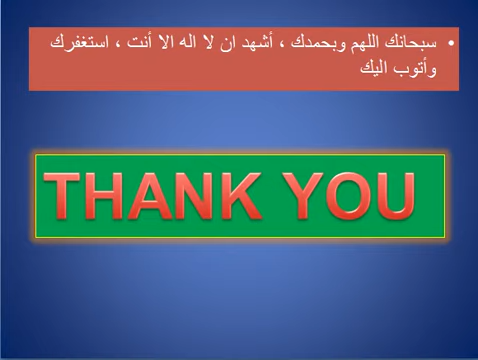 • سبحانك اللهم وبحمدك ، أشهد ان لا اله الا أنت ، استغفرك
وأتوب اليك
THANK YOU